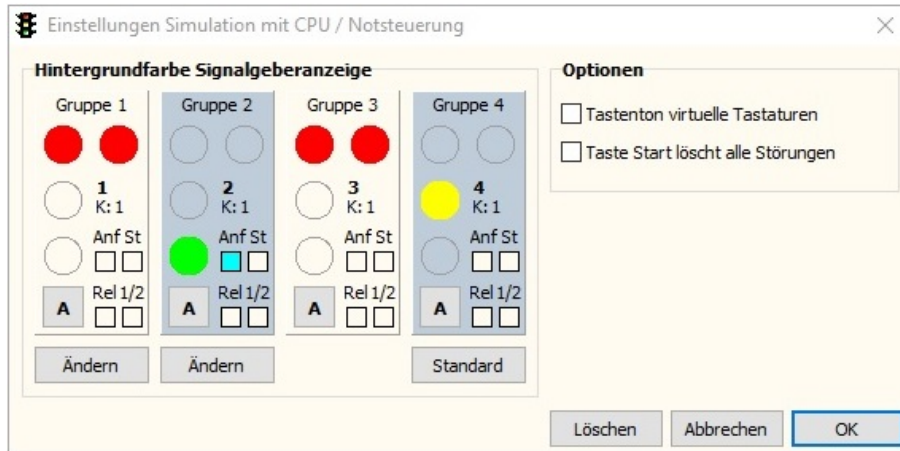 Einstellungen Simulation mit CPU / Notsteuerung
Hintergrundfarbe Signalgeberanzeige
Gruppe 1
1
K: 1
Anf St
Rel 1/2
A
Ändern
Gruppe 2
2
K: 1
Anf St
Rel 1/2
A
Ändern
Gruppe 3
3
K: 1
Anf St
Rel 1/2
A
Gruppe 4
4
K: 1
Anf St
Rel 1/2
A
Standard
Optionen
Tastenton virtuelle Tastaturen
Taste Start löscht alle Störungen
Löschen
Abbrechen
OK